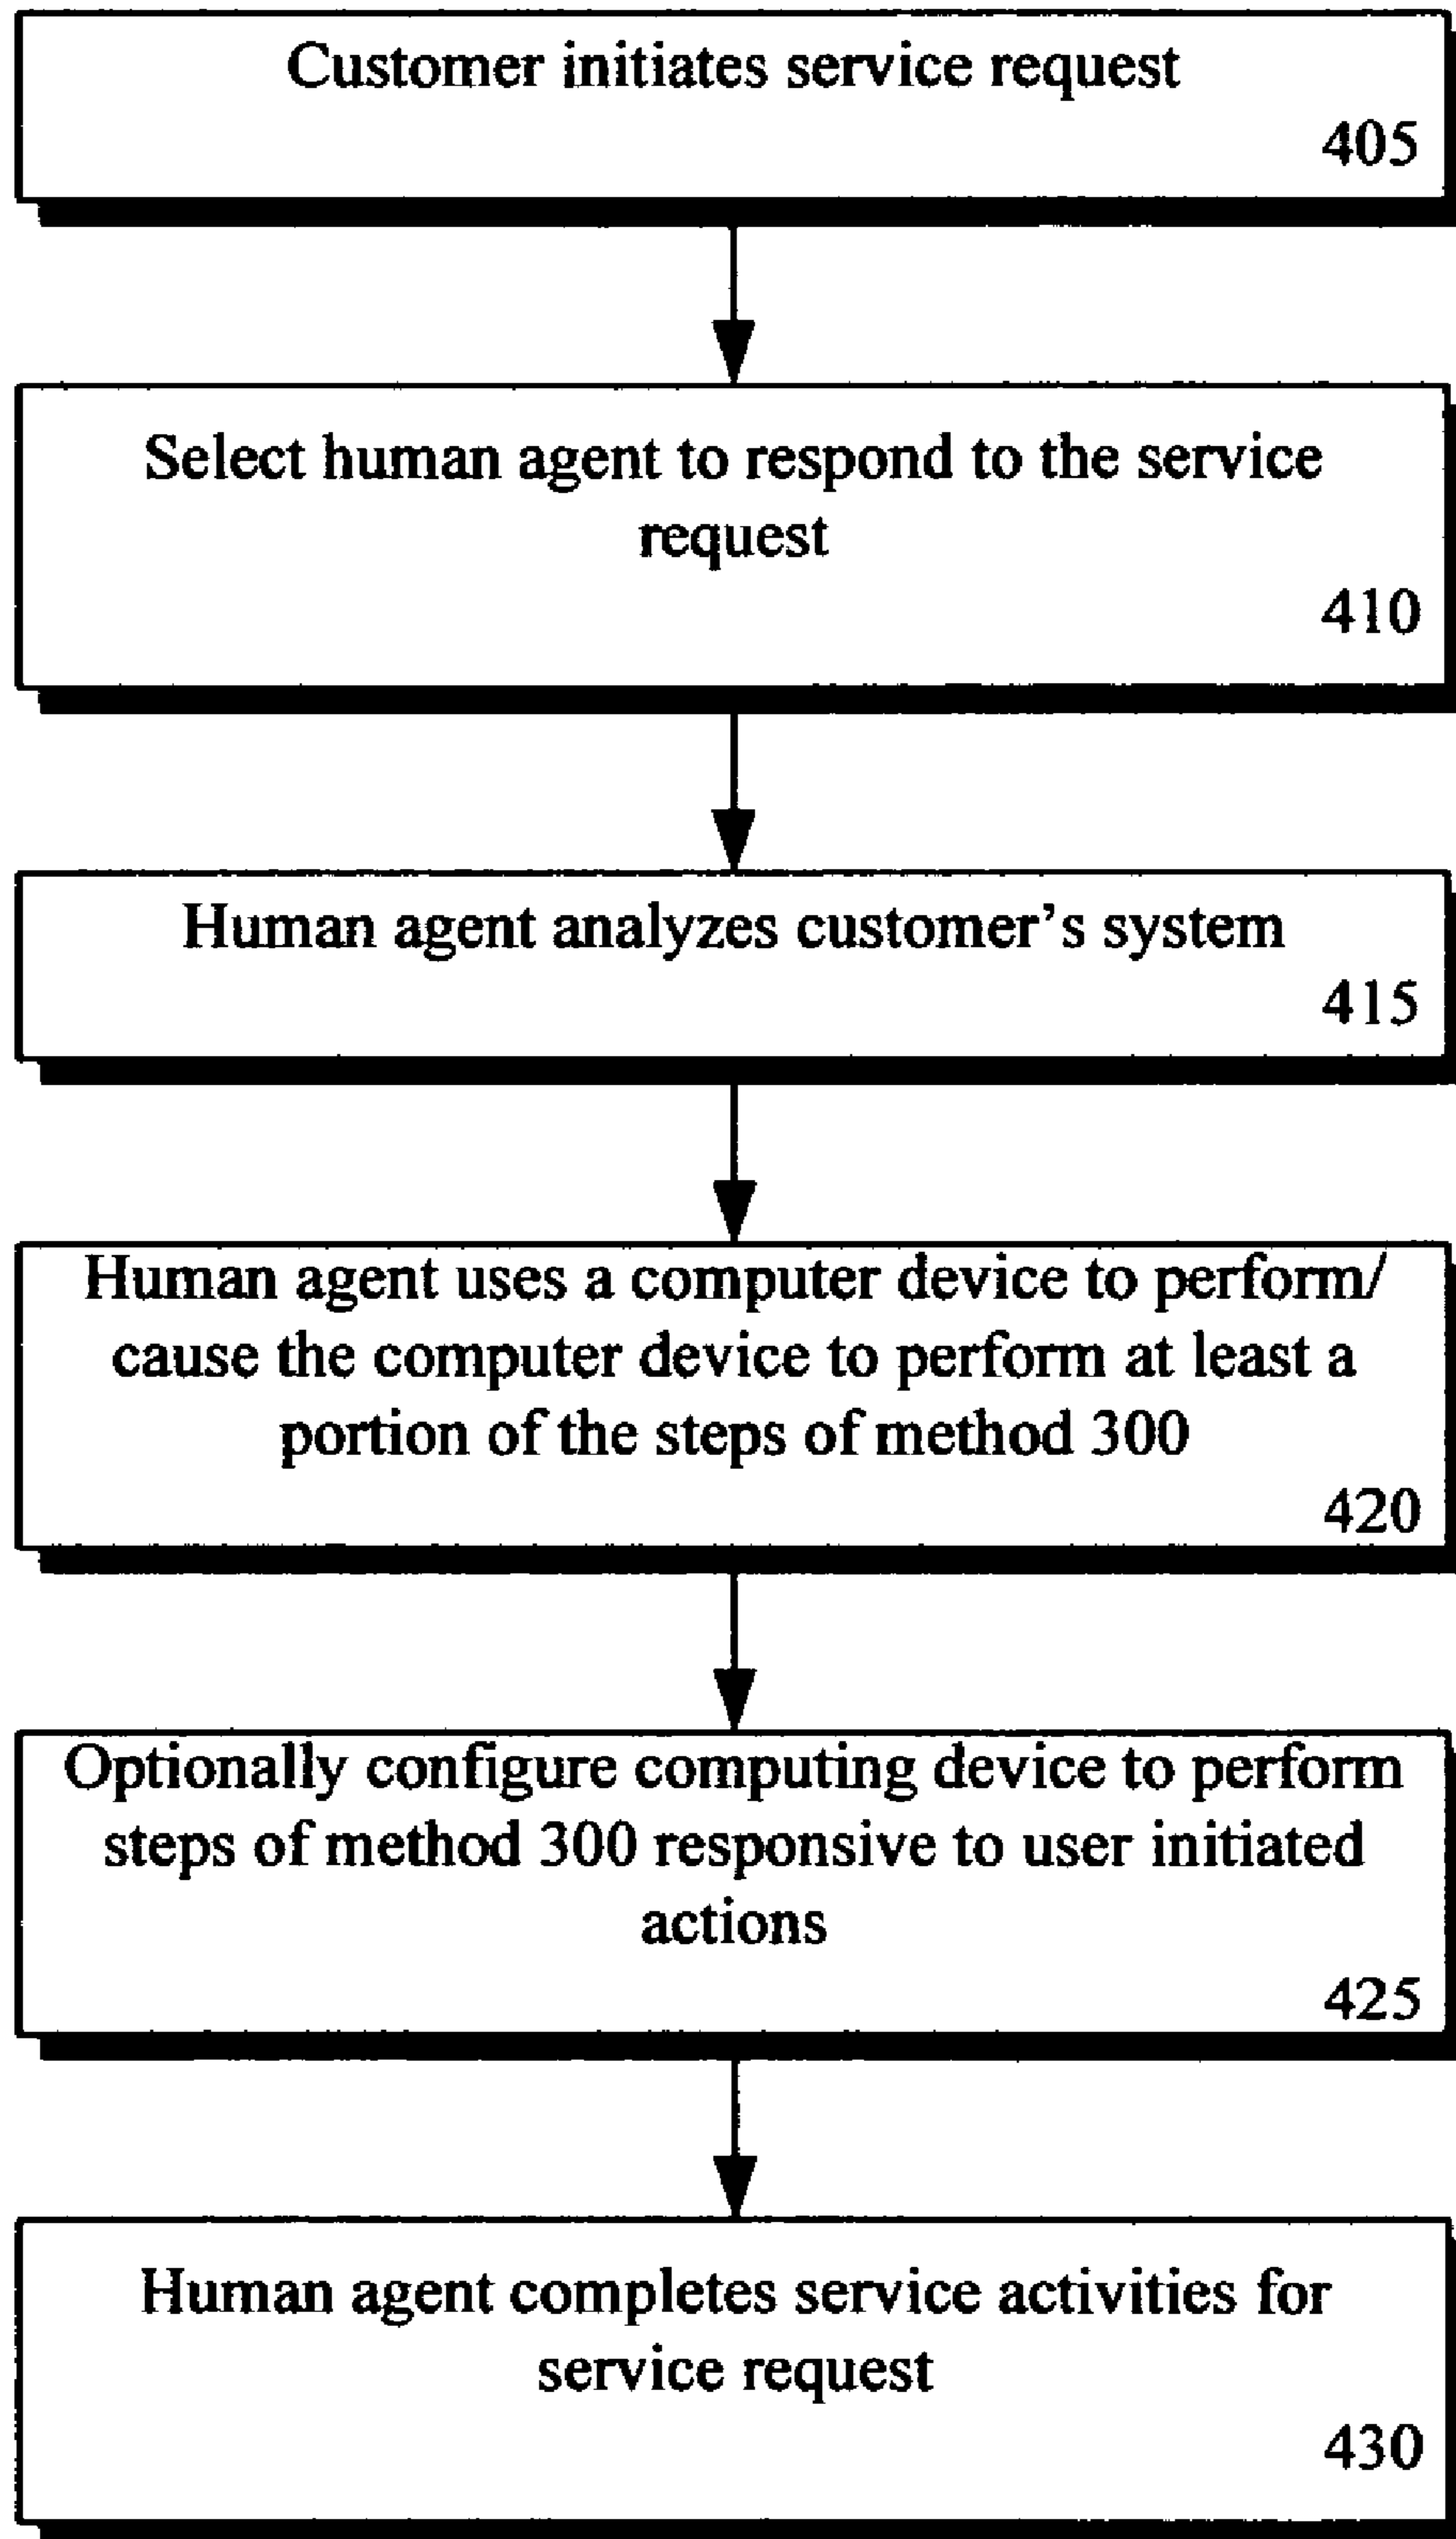 Customer initiates service request
405
Select human agent to respond to the service
request
410
Human agent analyzes customer’s system
415
Human agent uses a computer device to perform/
cause the computer device to perform at least a
portion of the steps of method 300
420
Optionally configure computing device to perform
steps of method 300 responsive to user initiated
actions
425
Human agent completes service activities for
service request
430